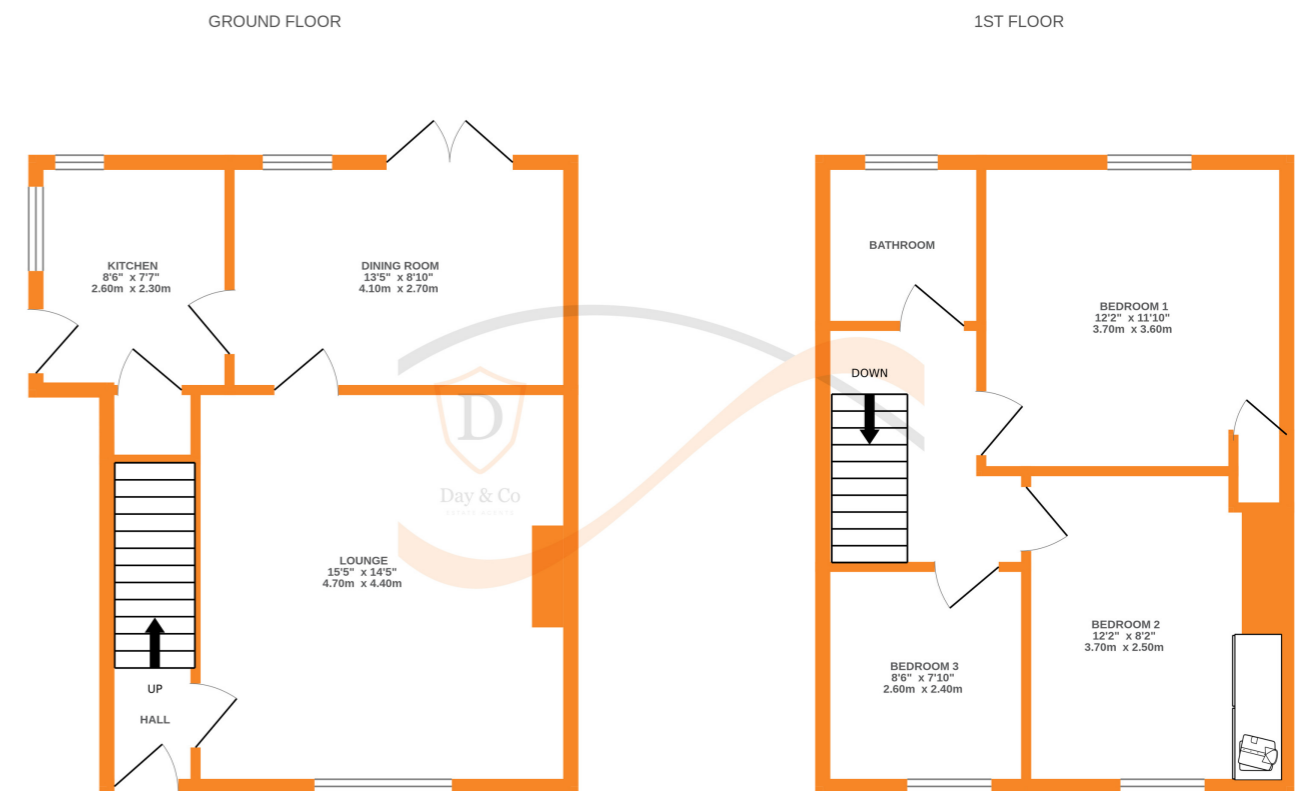 GROUND FLOOR
1ST FLOOR
KITCHEN
8'6" x 7'7"
2.60m x 2.30m
DINING ROOM
13'5" x 8'10"
4.10m x 2.70m
LOUNGE
15'5" x 14'5"
4.70m x 4.40m
UP
HALL
D
Day & Co
ESTATE AGENTS
BATHROOM
BEDROOM 1
12'2" x 11'10"
3.70m x 3.60m
DOWN
BEDROOM 2
12'2" x 8'2"
3.70m x 2.50m
BEDROOM 3
8'6" x 7'10"
2.60m x 2.40m